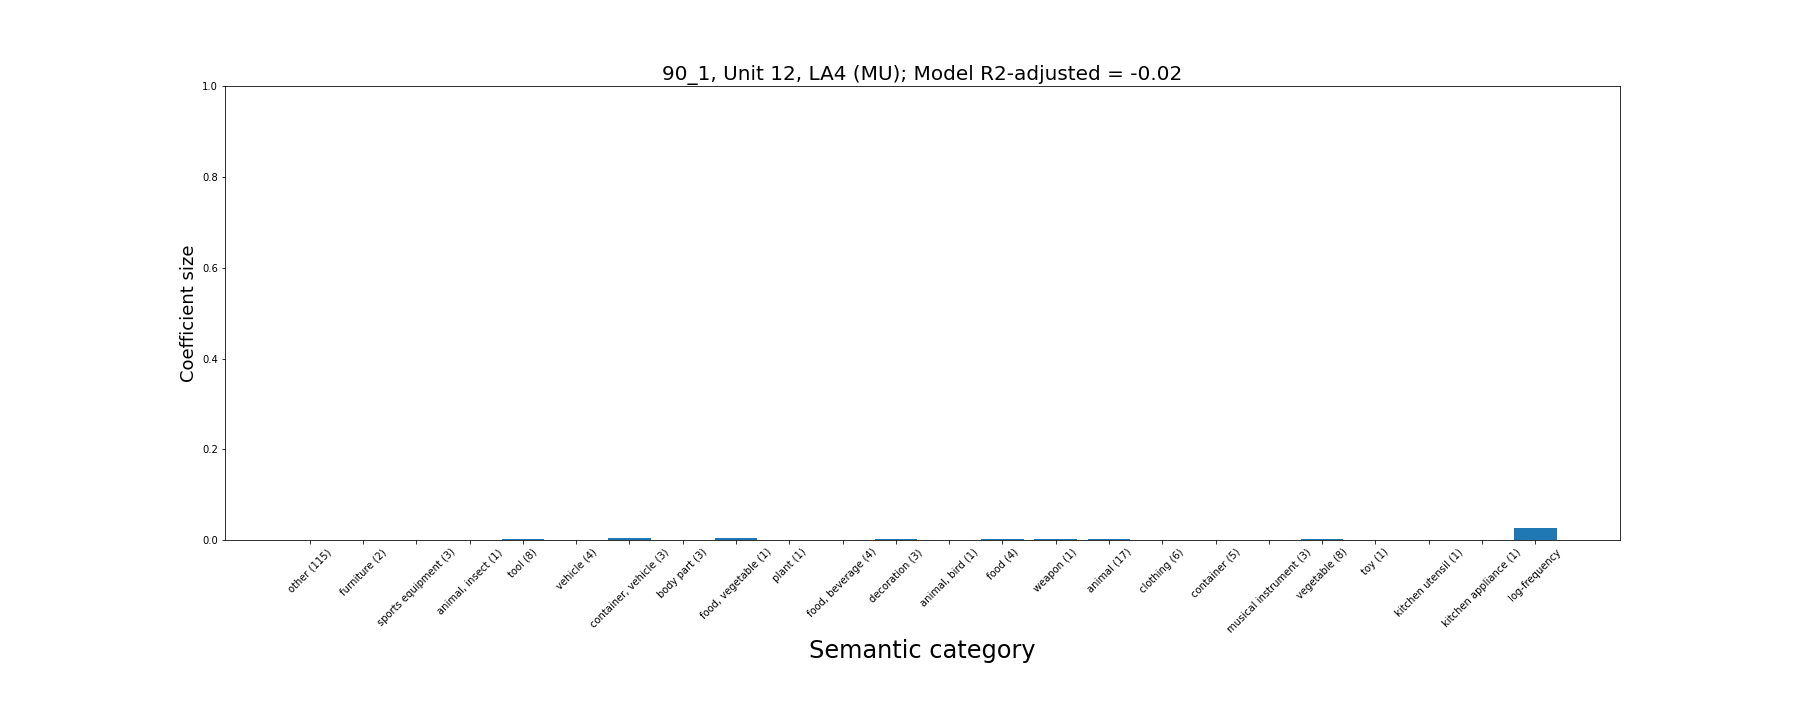 90_1, Unit 12, LA4 (MU); Model R2-adjusted = -0.02
Coefficient size
1.0
0.8
0.6
0.4
0.2
0.0
other (115)
furniture (2)
sports equipment (3)
animal, insect (1)
tool (8)
vehicle (4)
container, vehicle (3)
body part (3)
food, vegetable (1)
plant (1)
food, beverage (4)
decoration (3)
animal, bird (1)
food (4)
weapon (1)
animal (17)
clothing (6)
container (5)
musical instrument (3)
vegetable (8)
toy (1)
kitchen utensil (1)
kitchen appliance (1)
log-frequency
Semantic category